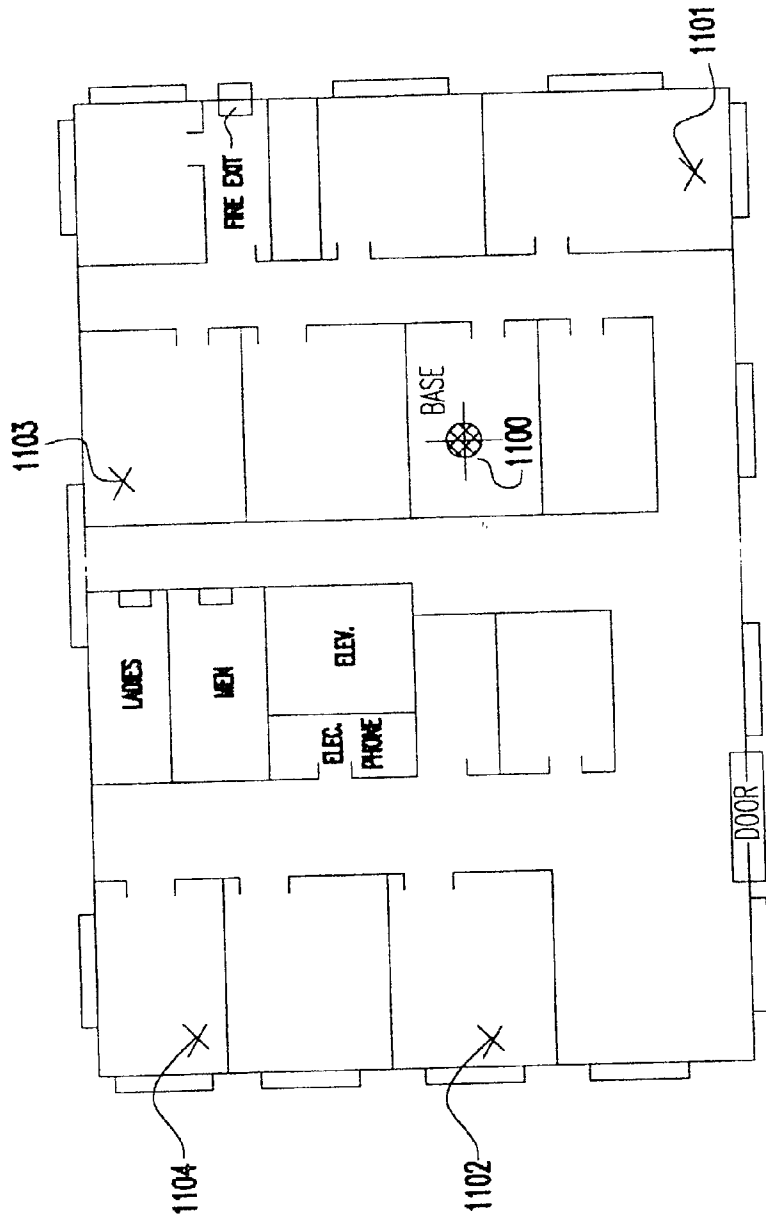 1104
1103
LADIES
MEN
ELEC.
PHONE
ELEV.
FIRE EXIT
BASE
1100
1102
DOOR
1101